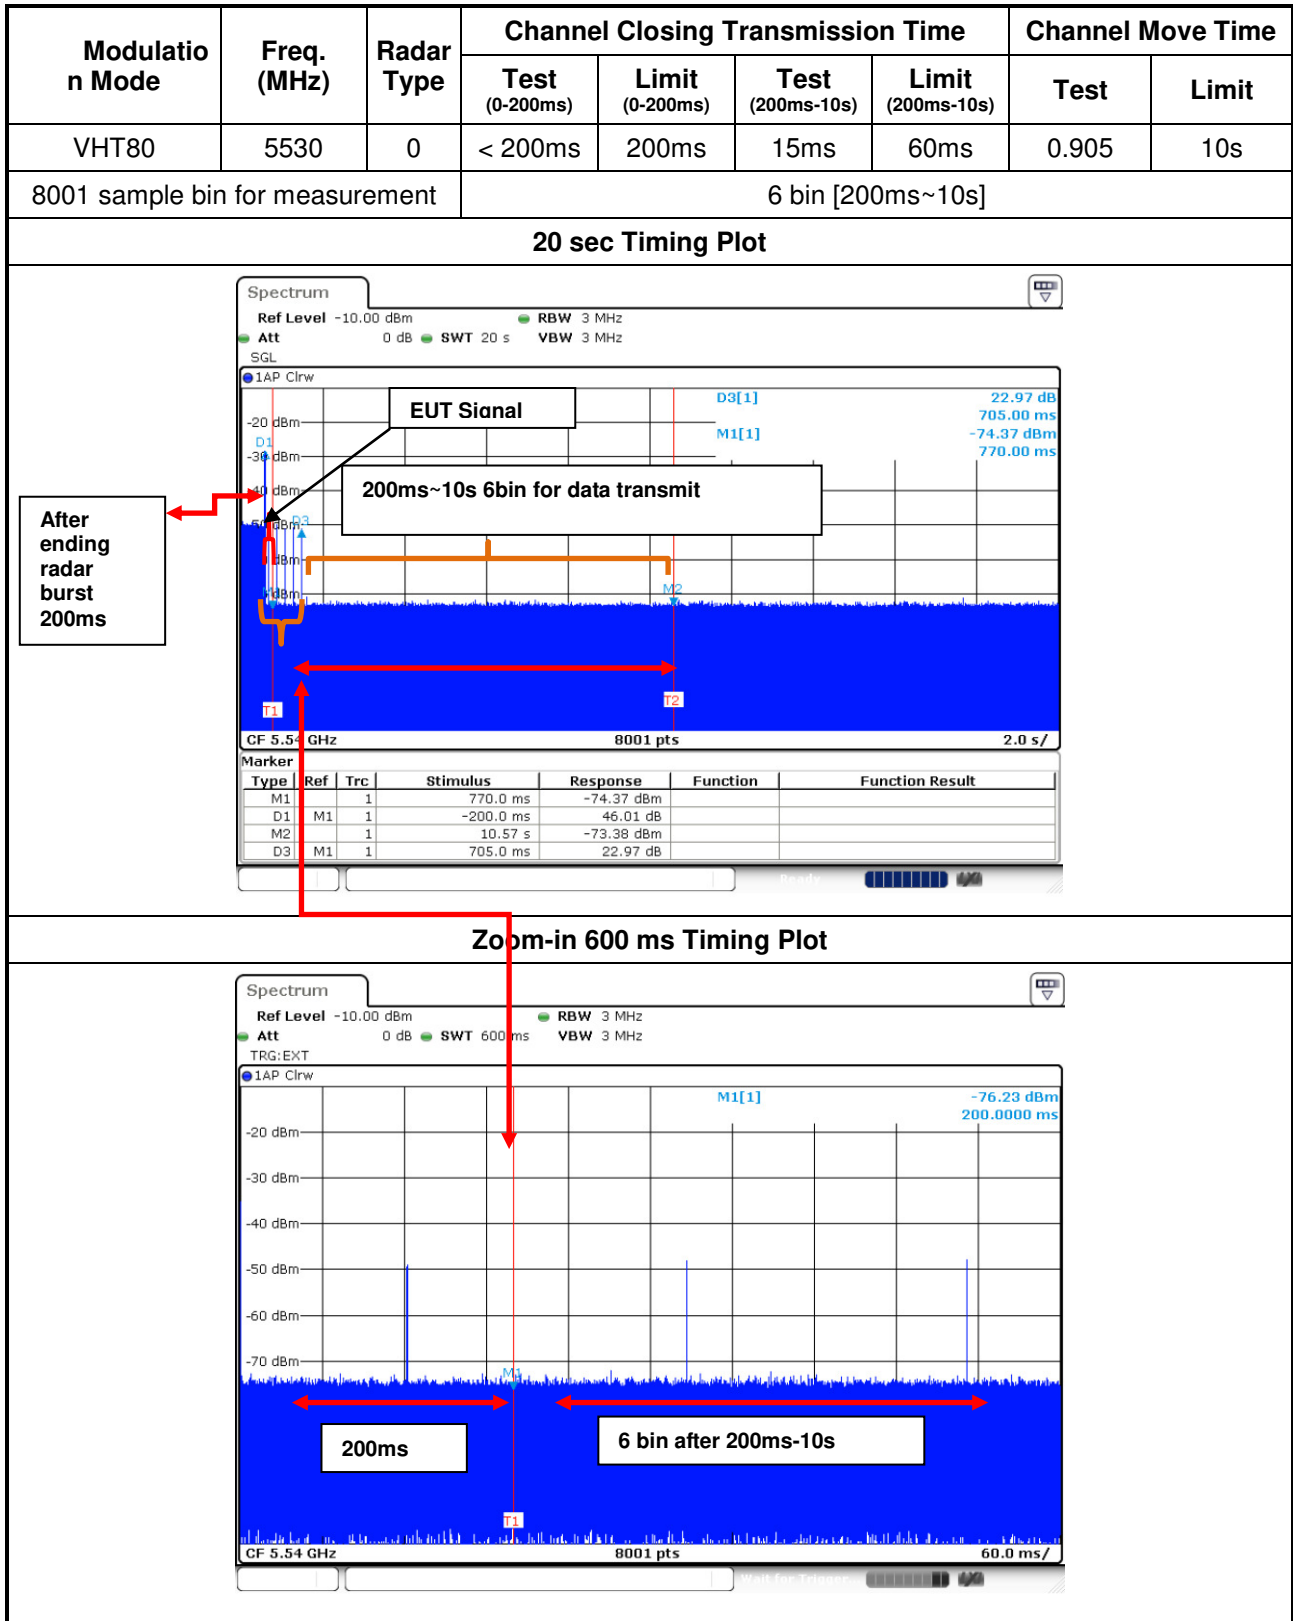 Modulatio
n Mode
Freq.
(MHz)
Radar
Type
Channel Closing Transmission Time
Channel Move Time
Test
(0-200ms)
Limit
(0-200ms)
Test
(200ms-10s)
Limit
(200ms-10s)
Test
Limit
VHT80 5530 0 < 200ms 200ms 15ms 60ms 0.905 10s
8001 sample bin for measurement 6 bin [200ms~10s]
20 sec Timing Plot
Spectrum
Ref Level -10.00 dBm RBW 3 MHz
Att 0 dB SWT 20 s VBW 3 MHz
SGL
1AP Clrw
D3[1] 22.97 dB
705.00 ms
M1[1] -74.37 dBm
770.00 ms
EUT Signal
-20 dBm
D1
-30 dBm
200ms~10s 6bin for data transmit
-40 dBm
After
ending
radar
burst
200ms
-50 dBm
D3
dBm
M2
dBm
T1
T2
CF 5.54 GHz 8001 pts 2.0 s/
Marker
Type Ref Trc Stimulus Response Function Function Result
M1 1 770.0 ms -74.37 dBm
D1 M1 1 -200.0 ms 46.01 dB
M2 1 10.57 s -73.38 dBm
D3 M1 1 705.0 ms 22.97 dB
Ready
Zoom-in 600 ms Timing Plot
Spectrum
Ref Level -10.00 dBm RBW 3 MHz
Att 0 dB SWT 600 ms VBW 3 MHz
TRG:EXT
1AP Clrw
M1[1] -76.23 dBm
200.0000 ms
-20 dBm
-30 dBm
-40 dBm
-50 dBm
-60 dBm
-70 dBm
M1
200ms
6 bin after 200ms-10s
T1
CF 5.54 GHz 8001 pts 60.0 ms/
Wait for Trigger